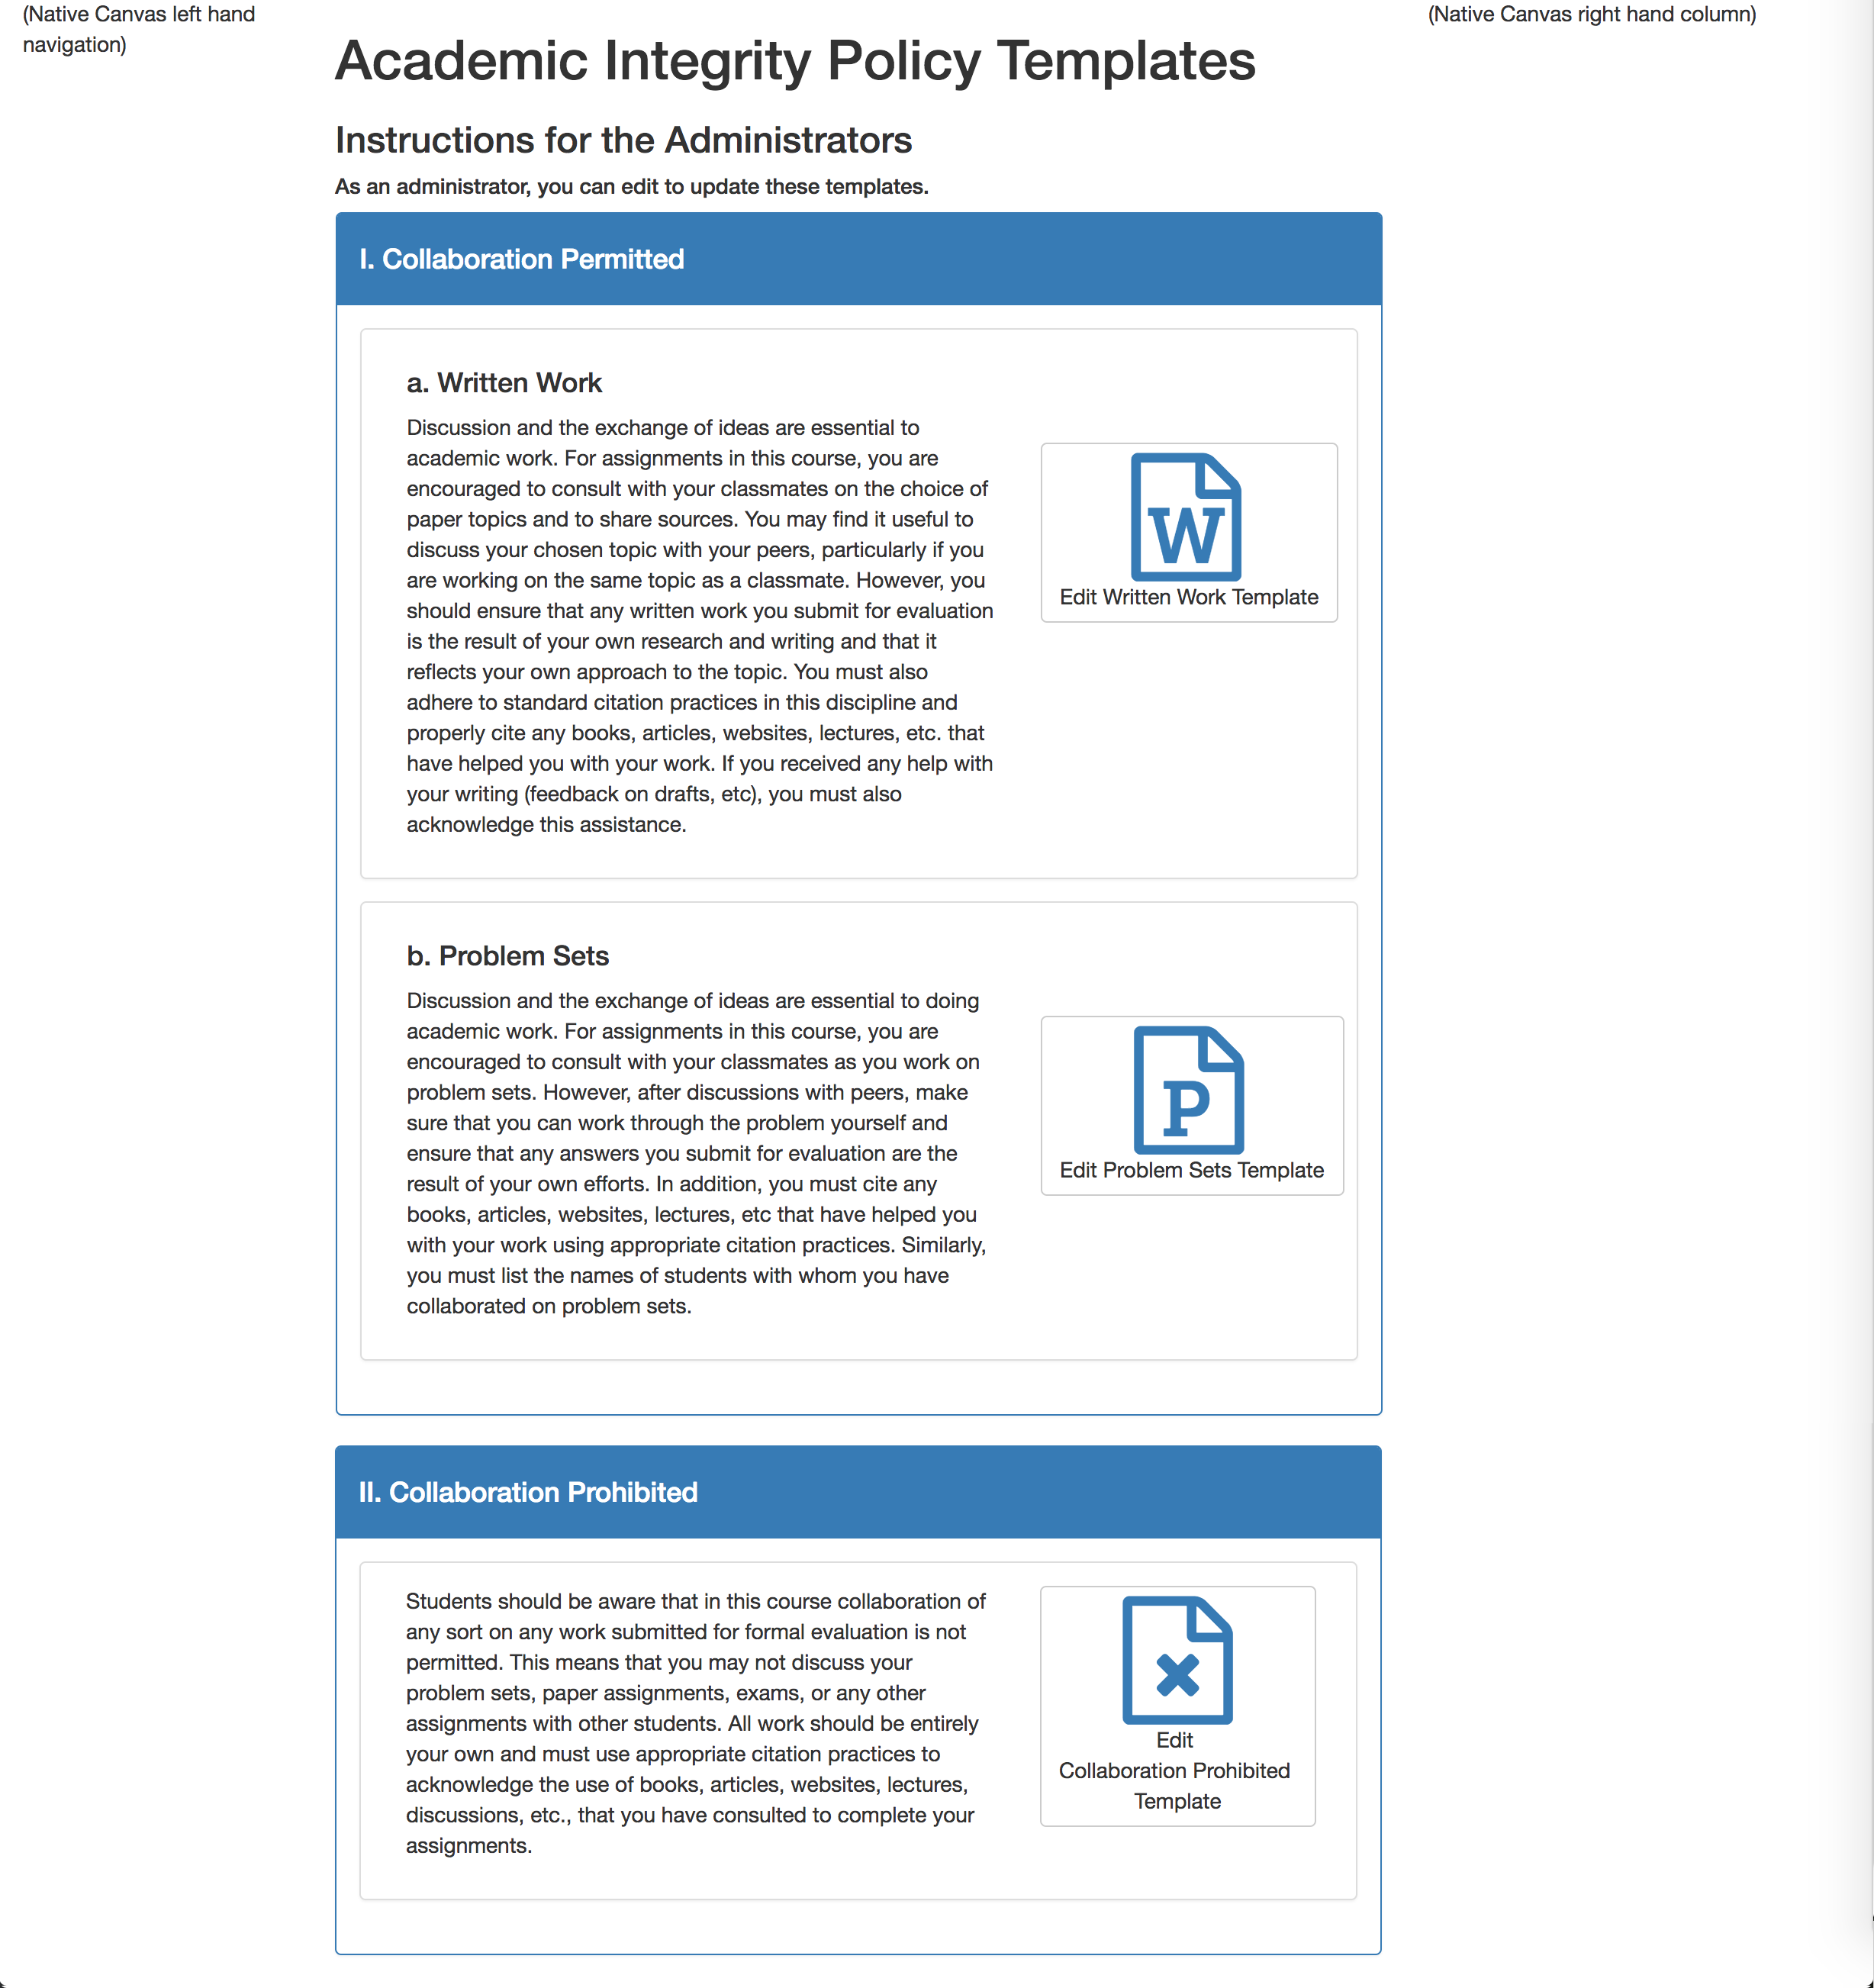 (Native Canvas left hand
navigation)
(Native Canvas right hand column)
Academic Integrity Policy Templates
Instructions for the Administrators
As an administrator, you can edit to update these templates.
I. Collaboration Permitted
a. Written Work
Discussion and the exchange of ideas are essential to
academic work. For assignments in this course, you are
encouraged to consult with your classmates on the choice of
paper topics and to share sources. You may find it useful to
discuss your chosen topic with your peers, particularly if you
are working on the same topic as a classmate. However, you
should ensure that any written work you submit for evaluation
is the result of your own research and writing and that it
reflects your own approach to the topic. You must also
adhere to standard citation practices in this discipline and
properly cite any books, articles, websites, lectures, etc. that
have helped you with your work. If you received any help with
your writing (feedback on drafts, etc), you must also
acknowledge this assistance.
W
Edit Written Work Template
b. Problem Sets
Discussion and the exchange of ideas are essential to doing
academic work. For assignments in this course, you are
encouraged to consult with your classmates as you work on
problem sets. However, after discussions with peers, make
sure that you can work through the problem yourself and
ensure that any answers you submit for evaluation are the
result of your own efforts. In addition, you must cite any
books, articles, websites, lectures, etc that have helped you
with your work using appropriate citation practices. Similarly,
you must list the names of students with whom you have
collaborated on problem sets.
P
Edit Problem Sets Template
II. Collaboration Prohibited
Students should be aware that in this course collaboration of
any sort on any work submitted for formal evaluation is not
permitted. This means that you may not discuss your
problem sets, paper assignments, exams, or any other
assignments with other students. All work should be entirely
your own and must use appropriate citation practices to
acknowledge the use of books, articles, websites, lectures,
discussions, etc., that you have consulted to complete your
assignments.
Edit
Collaboration Prohibited
Template